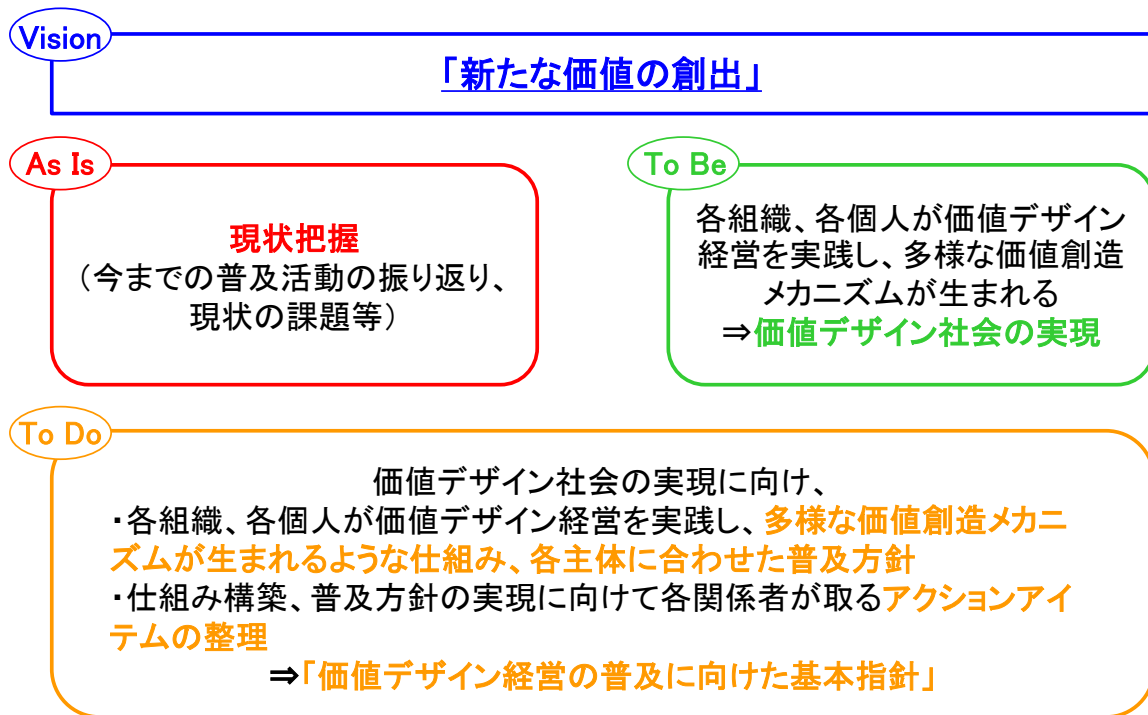 Vision
「新たな価値の創出」
As Is
現状把握
（今までの普及活動の振り返り、
現状の課題等）
To Be
各組織、各個人が価値デザイン
経営を実践し、多様な価値創造
メカニズムが生まれる
⇒価値デザイン社会の実現
To Do
価値デザイン社会の実現に向け、
・各組織、各個人が価値デザイン経営を実践し、多様な価値創造メカニ
ズムが生まれるような仕組み、各主体に合わせた普及方針
・仕組み構築、普及方針の実現に向けて各関係者が取るアクションアイ
テムの整理
⇒「価値デザイン経営の普及に向けた基本指針」